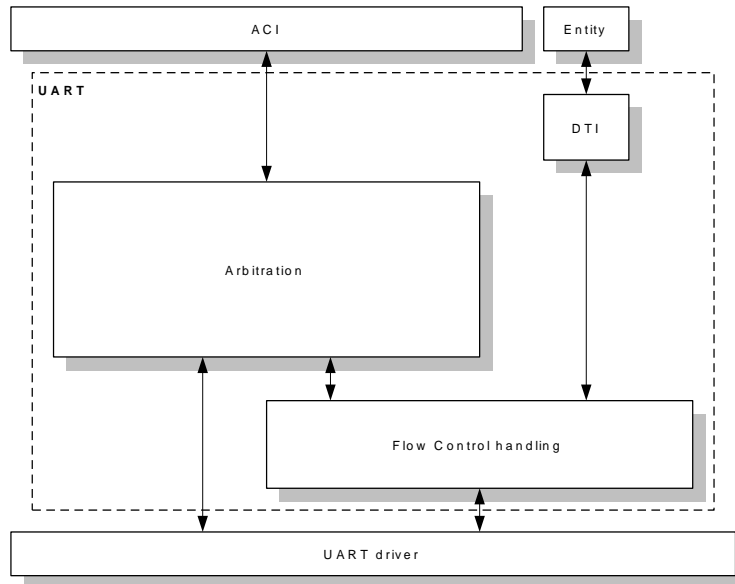 ACI
Entity
UART
DTI
Arbitration
Flow Control handling
UART driver